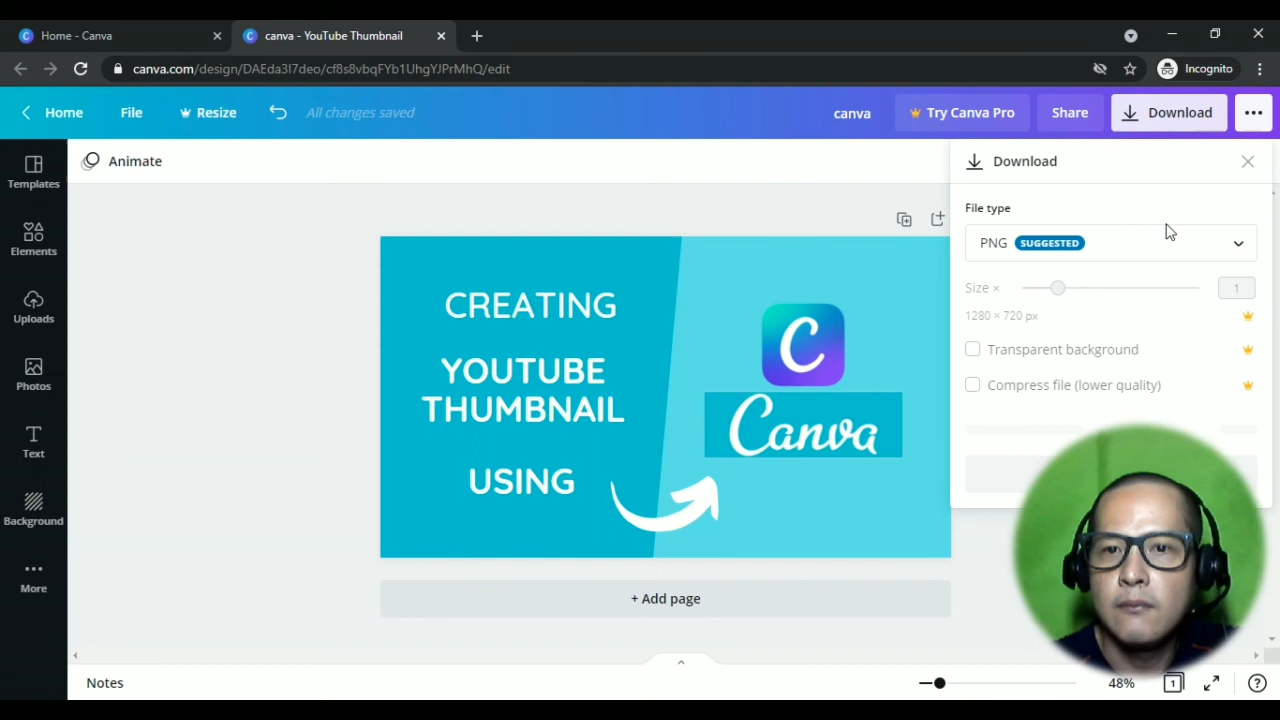 Home - Canva
canva - YouTube Thumbnail
canva.com/design/DAEda3I7deo/cf8s8vbqFYb1UhgYJPrMhQ/edit
Incognito
Home
File
Resize
All changes saved
canva
Try Canva Pro
Share
Download
Templates
Elements
Uploads
Photos
Text
Background
More
Animate
CREATING
YOUTUBE
THUMBNAIL
USING
C
Canva
+ Add page
Download
File type
PNG SUGGESTED
Size ×
1
1280 × 720 px
Transparent background
Compress file (lower quality)
Notes
48%
1